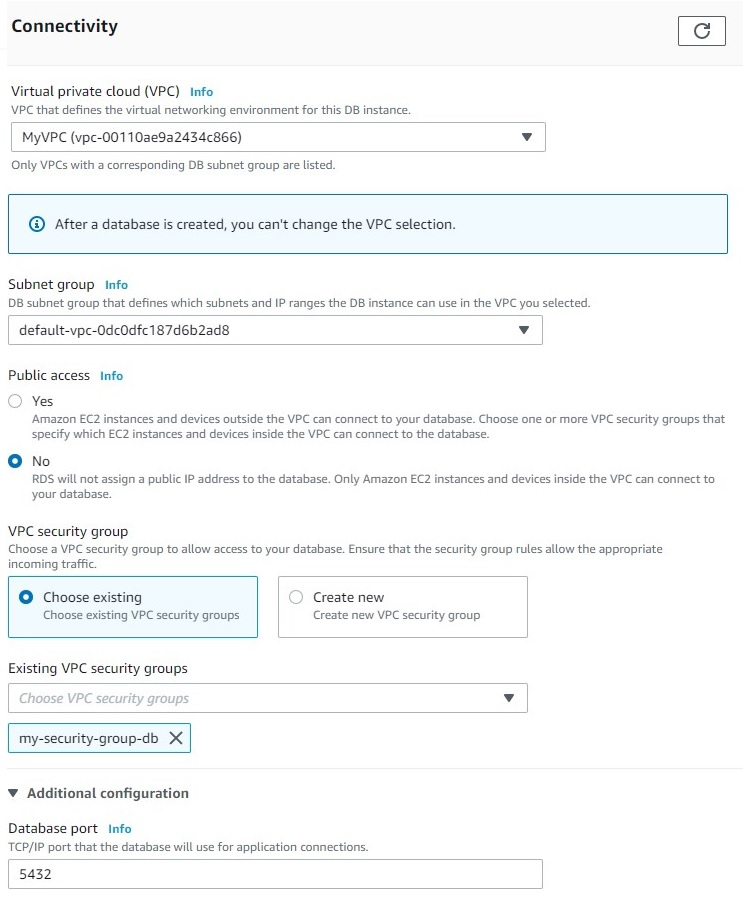 Connectivity
Virtual private cloud (VPC) Info
VPC that defines the virtual networking environment for this DB instance.
MyVPC (vpc-00110ae9a2434c866)
Only VPCs with a corresponding DB subnet group are listed.
After a database is created, you can't change the VPC selection.
Subnet group Info
DB subnet group that defines which subnets and IP ranges the DB instance can use in the VPC you selected.
default-vpc-0dc0dfc187d6b2ad8
Public access Info
Yes
Amazon EC2 instances and devices outside the VPC can connect to your database. Choose one or more VPC security groups that
specify which EC2 instances and devices inside the VPC can connect to the database.
No
RDS will not assign a public IP address to the database. Only Amazon EC2 instances and devices inside the VPC can connect to
your database.
VPC security group
Choose a VPC security group to allow access to your database. Ensure that the security group rules allow the appropriate
incoming traffic.
Choose existing
Choose existing VPC security groups
Create new
Create new VPC security group
Existing VPC security groups
Choose VPC security groups
my-security-group-db
Additional configuration
Database port Info
TCP/IP port that the database will use for application connections.
5432